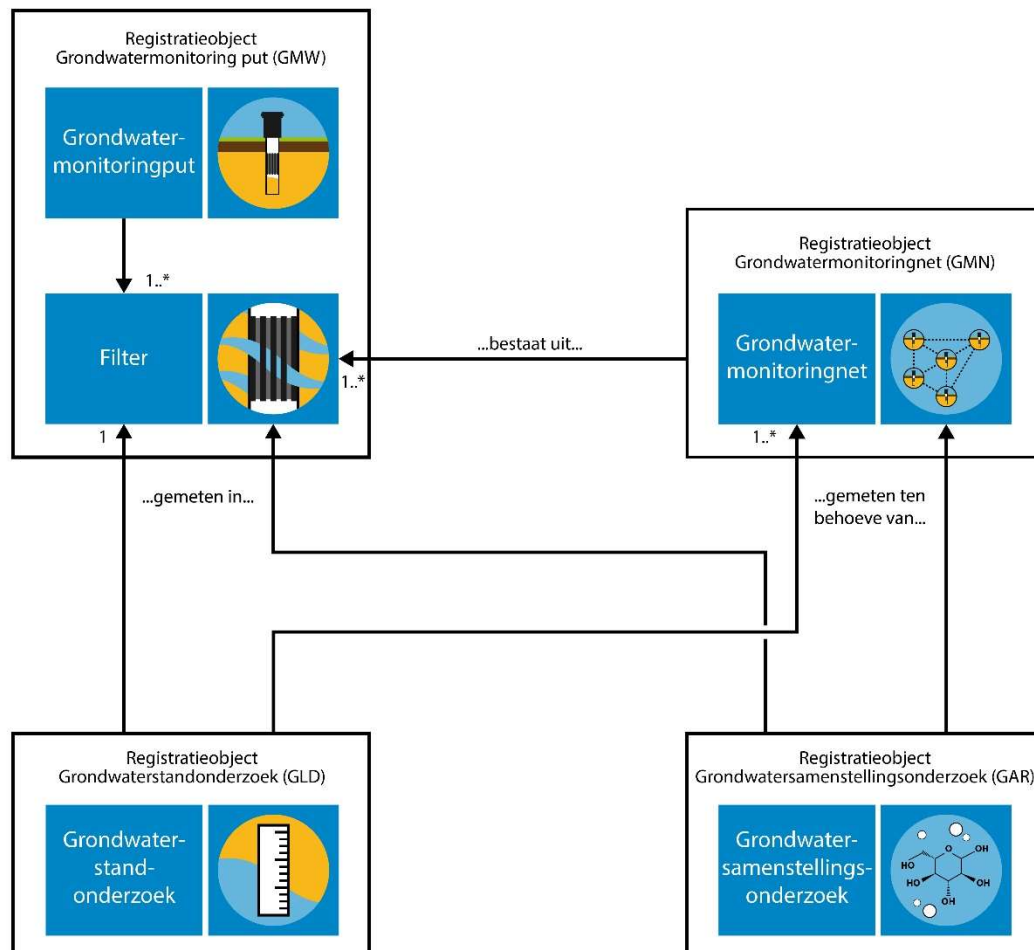 Registratieobject
Grondwatermonitoring put (GMW)
Grondwater-
monitoringput
1..*
Filter
1..*
1
Registratieobject
Grondwatermonitoringnet (GMN)
Grondwater-
monitoringnet
...bestaat uit...
1..*
...gemeten in...
...gemeten ten
behoeve van...
Registratieobject
Grondwaterstandonderzoek (GLD)
Grondwater-
stand-
onderzoek
Registratieobject
Grondwatersamenstellingsonderzoek (GAR)
Grondwater-
samenstellings-
onderzoek
HO
O
OH
HO
OH
OH